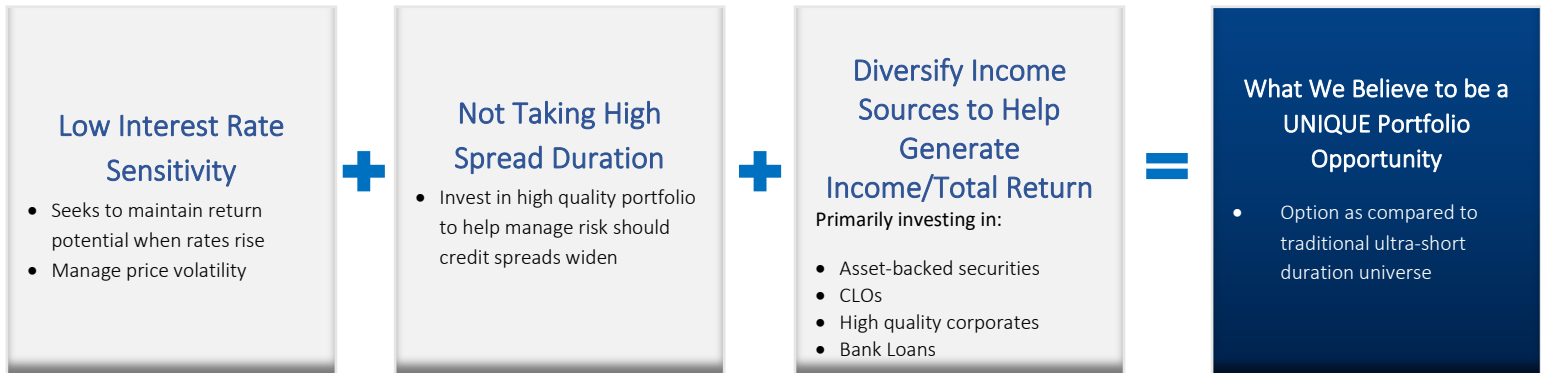 Low Interest Rate
Sensitivity
• Seeks to maintain return
potential when rates rise
• Manage price volatility
+
Not Taking High
Spread Duration
• Invest in high quality portfolio
to help manage risk should
credit spreads widen
+
Diversify Income
Sources to Help
Generate
Income/Total Return
Primarily investing in:
• Asset-backed securities
• CLOs
• High quality corporates
• Bank Loans
=
What We Believe to be a
UNIQUE Portfolio
Opportunity
• Option as compared to
traditional ultra-short
duration universe